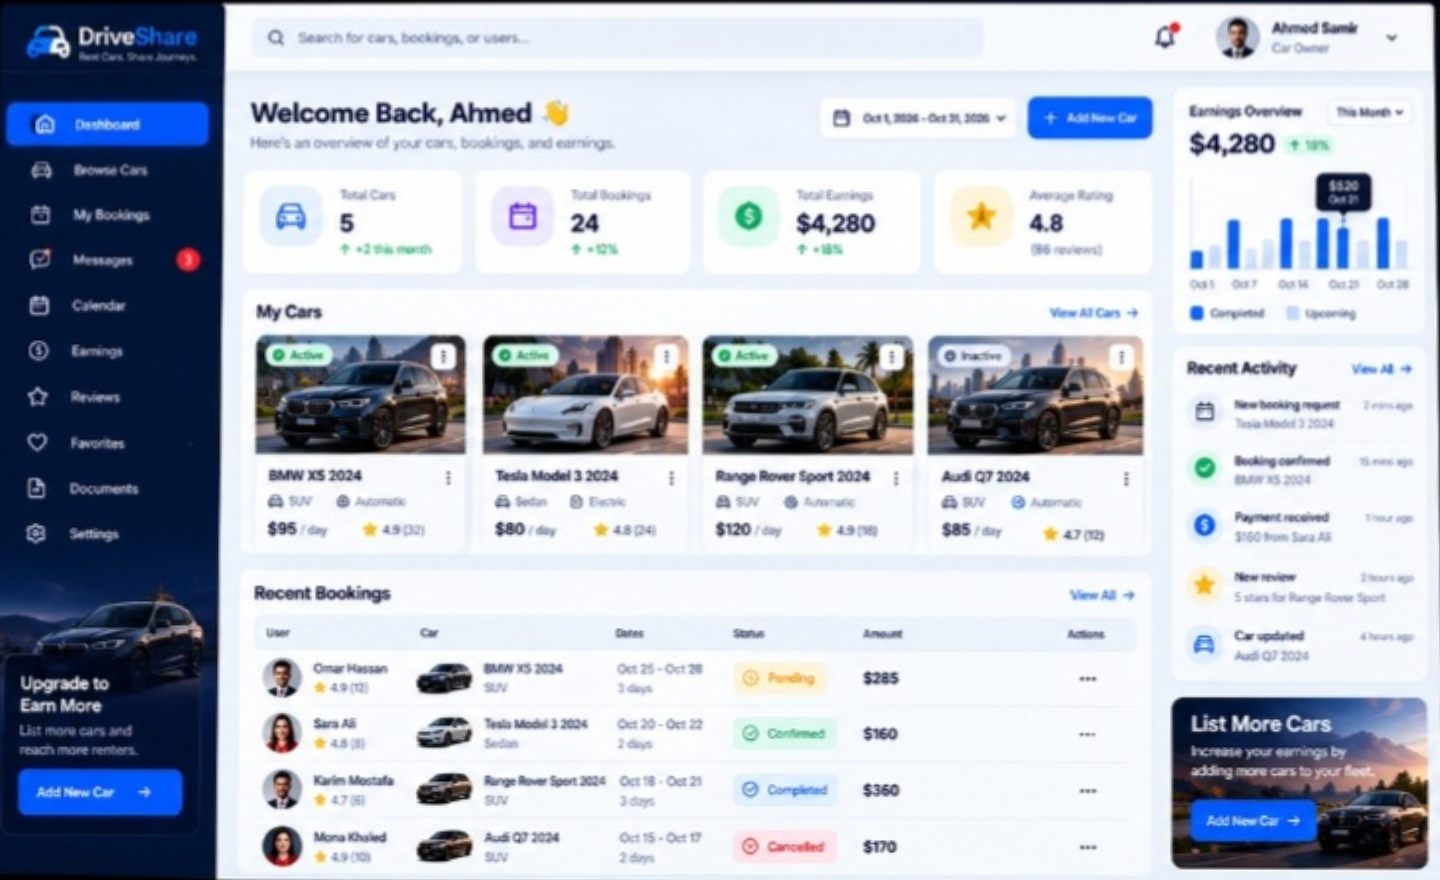 DriveShare
Rent Cars. Share Journeys.
Dashboard
Browse Cars
My Bookings
Messages
3
Calendar
Earnings
Reviews
Favorites
Documents
Settings
Upgrade to
Earn More
List more cars and
reach more renters.
Add New Car →
Search for cars, bookings, or users...
Ahmed Samir
Car Owner
Welcome Back, Ahmed 👋
Here's an overview of your cars, bookings, and earnings.
Oct 1, 2026 - Oct 31, 2026
+ Add New Car
Total Cars
5
↑ +2 this month
Total Bookings
24
↑ +12%
Total Earnings
$4,280
↑ +18%
Average Rating
4.8
(86 reviews)
My Cars
View All Cars →
Active
BMW X5 2024
SUV Automatic
$95 / day 4.9 (32)
Active
Tesla Model 3 2024
Sedan Electric
$80 / day 4.8 (24)
Active
Range Rover Sport 2024
SUV Automatic
$120 / day 4.9 (18)
Inactive
Audi Q7 2024
SUV Automatic
$85 / day 4.7 (12)
Recent Bookings
View All →
User Car Dates Status Amount Actions
Omar Hassan BMW X5 2024 Oct 25 - Oct 28 Pending $285
4.9 (12) SUV 3 days
Sara Ali Tesla Model 3 2024 Oct 20 - Oct 22 Confirmed $160
4.8 (8) Sedan 2 days
Karim Mostafa Range Rover Sport 2024 Oct 18 - Oct 21 Completed $360
4.7 (6) SUV 3 days
Mona Khaled Audi Q7 2024 Oct 15 - Oct 17 Cancelled $170
4.9 (10) SUV 2 days
Earnings Overview
This Month
$4,280 ↑ 18%
$520
Oct 21
Oct 1 Oct 7 Oct 14 Oct 21 Oct 28
Completed Upcoming
Recent Activity
View All →
New booking request 2 mins ago
Tesla Model 3 2024
Booking confirmed 15 mins ago
BMW X5 2024
Payment received 1 hour ago
$160 from Sara Ali
New review 2 hours ago
5 stars for Range Rover Sport
Car updated 4 hours ago
Audi Q7 2024
List More Cars
Increase your earnings by
adding more cars to your fleet.
Add New Car →